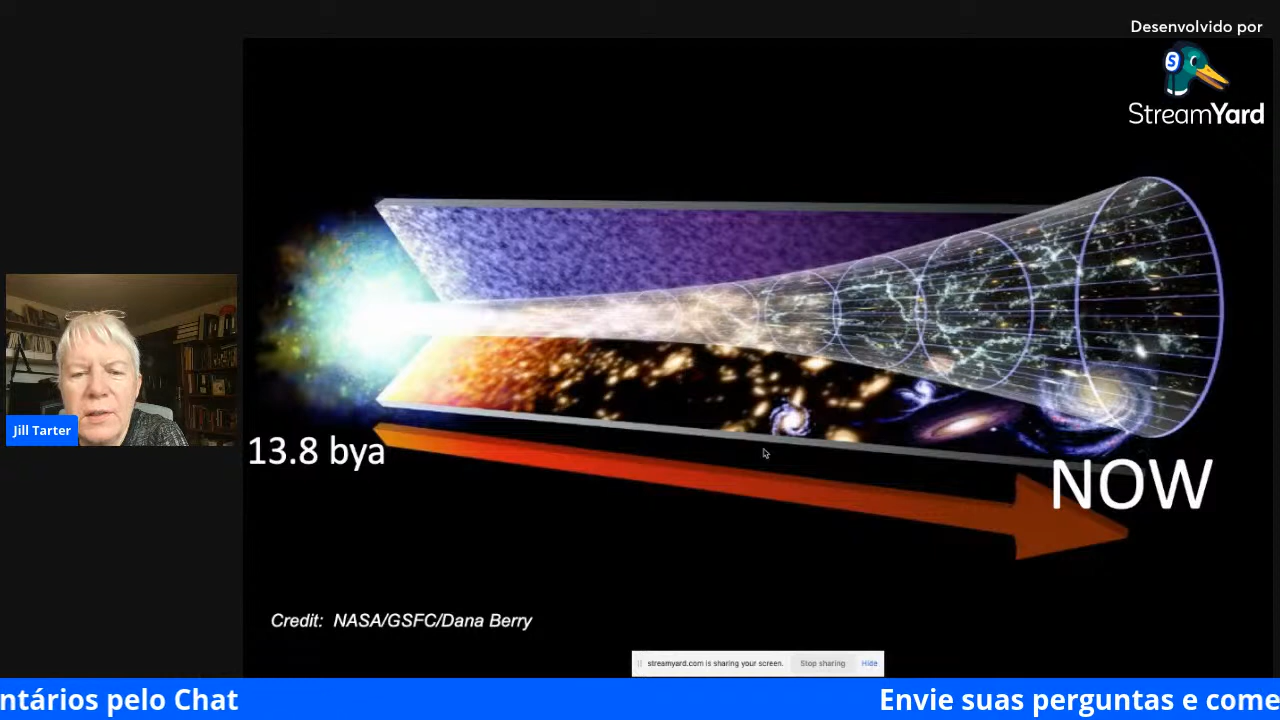 Desenvolvido por
StreamYard
Jill Tarter
13.8 bya
NOW
Credit: NASA/GSFC/Dana Berry
streamyard.com is sharing your screen. Stop sharing Hide
ntários pelo Chat Envie suas perguntas e come